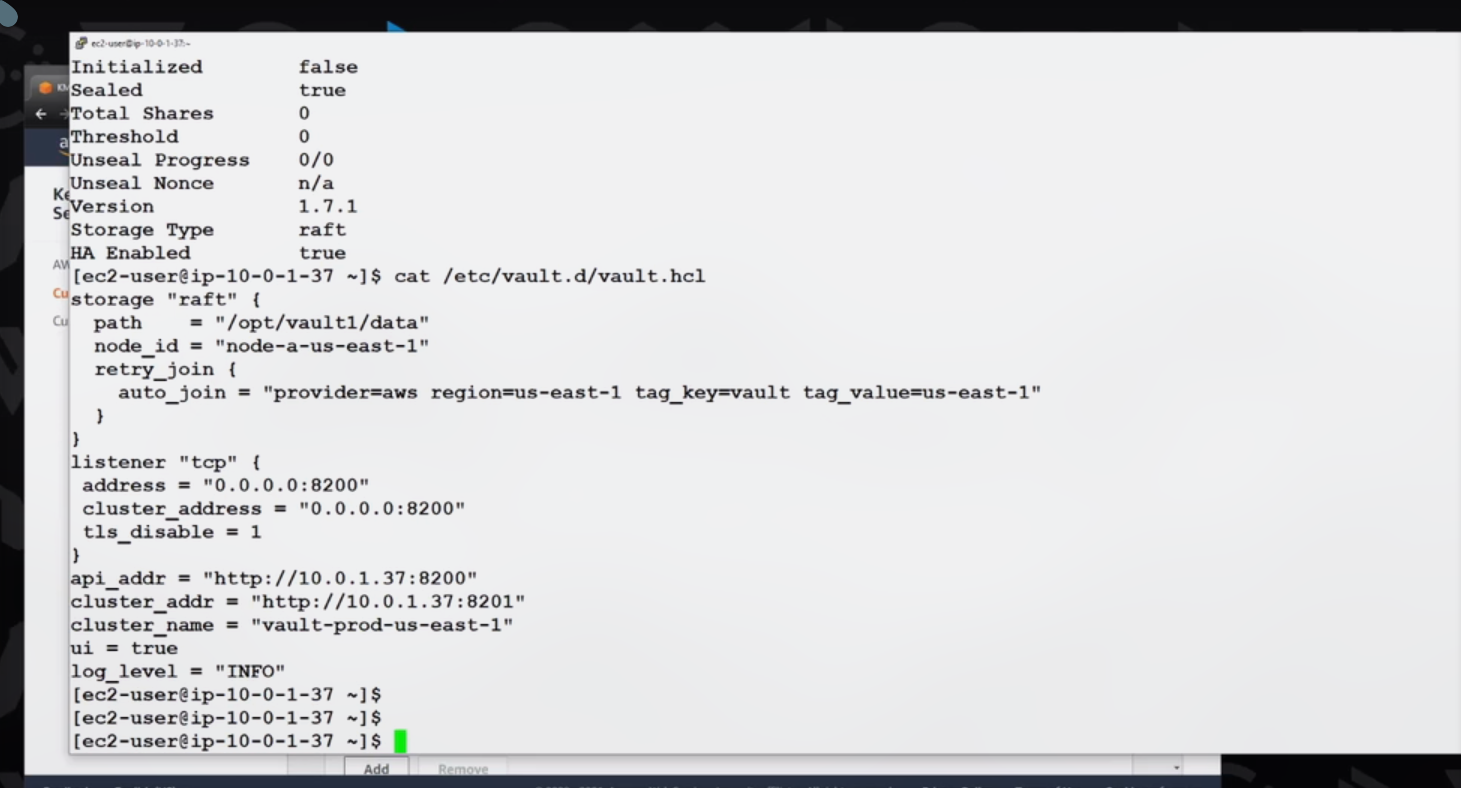 ec2-user@ip-10-0-1-37:~
Initialized false
Sealed true
Total Shares 0
Threshold 0
Unseal Progress 0/0
Unseal Nonce n/a
Version 1.7.1
Storage Type raft
HA Enabled true
[ec2-user@ip-10-0-1-37 ~]$ cat /etc/vault.d/vault.hcl
storage "raft" {
path = "/opt/vault1/data"
node_id = "node-a-us-east-1"
retry_join {
auto_join = "provider=aws region=us-east-1 tag_key=vault tag_value=us-east-1"
}
}
listener "tcp" {
address = "0.0.0.0:8200"
cluster_address = "0.0.0.0:8200"
tls_disable = 1
}
api_addr = "http://10.0.1.37:8200"
cluster_addr = "http://10.0.1.37:8201"
cluster_name = "vault-prod-us-east-1"
ui = true
log_level = "INFO"
[ec2-user@ip-10-0-1-37 ~]$
[ec2-user@ip-10-0-1-37 ~]$
[ec2-user@ip-10-0-1-37 ~]$
Add Remove